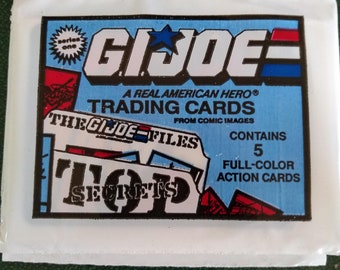 series
one
G.I.JOE
A REAL AMERICAN HERO®
TRADING CARDS
FROM COMIC IMAGES
THE G.I.JOE FILES
TOP
SECRETS
CONTAINS
5
FULL-COLOR
ACTION CARDS